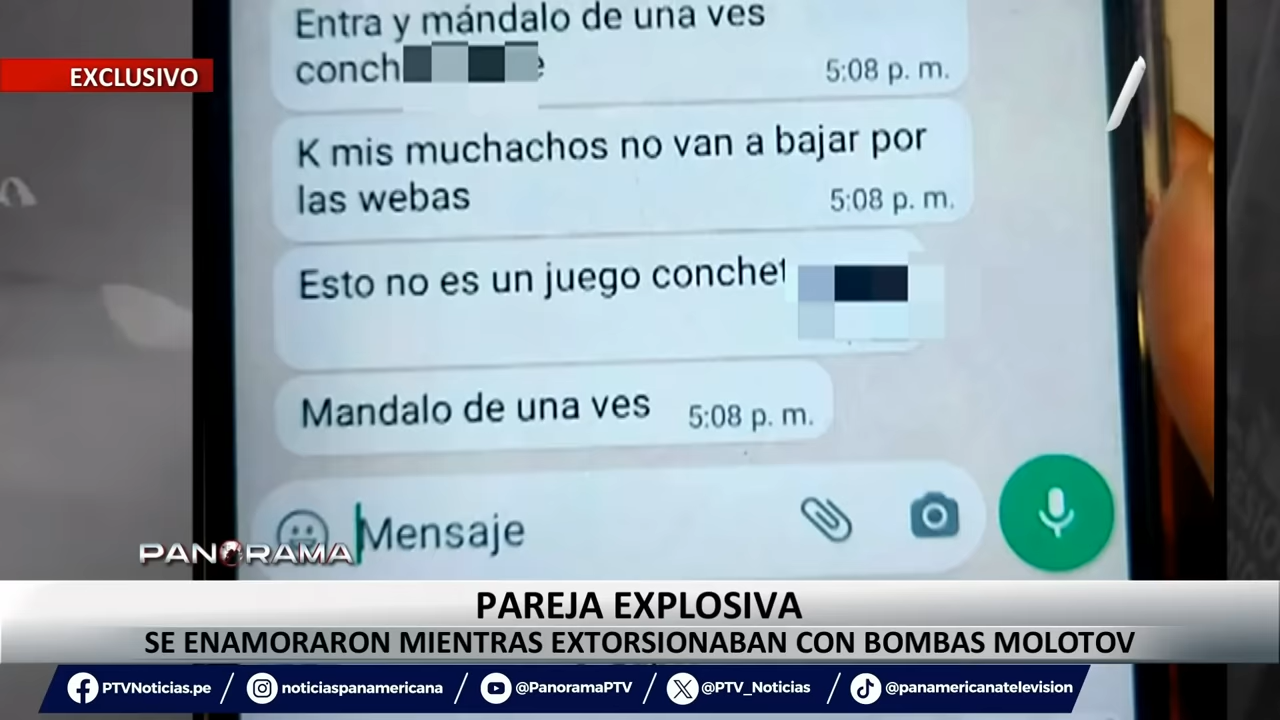 Entra y mándalo de una ves
conch e
5:08 p. m.
EXCLUSIVO
K mis muchachos no van a bajar por
las webas
5:08 p. m.
Esto no es un juego conchet
Mandalo de una ves
5:08 p. m.
Mensaje
PANORAMA
PAREJA EXPLOSIVA
SE ENAMORARON MIENTRAS EXTORSIONABAN CON BOMBAS MOLOTOV
PTVNoticias.pe / noticiaspanamericana / @PanoramaPTV / @PTV_Noticias / @panamericanatelevision